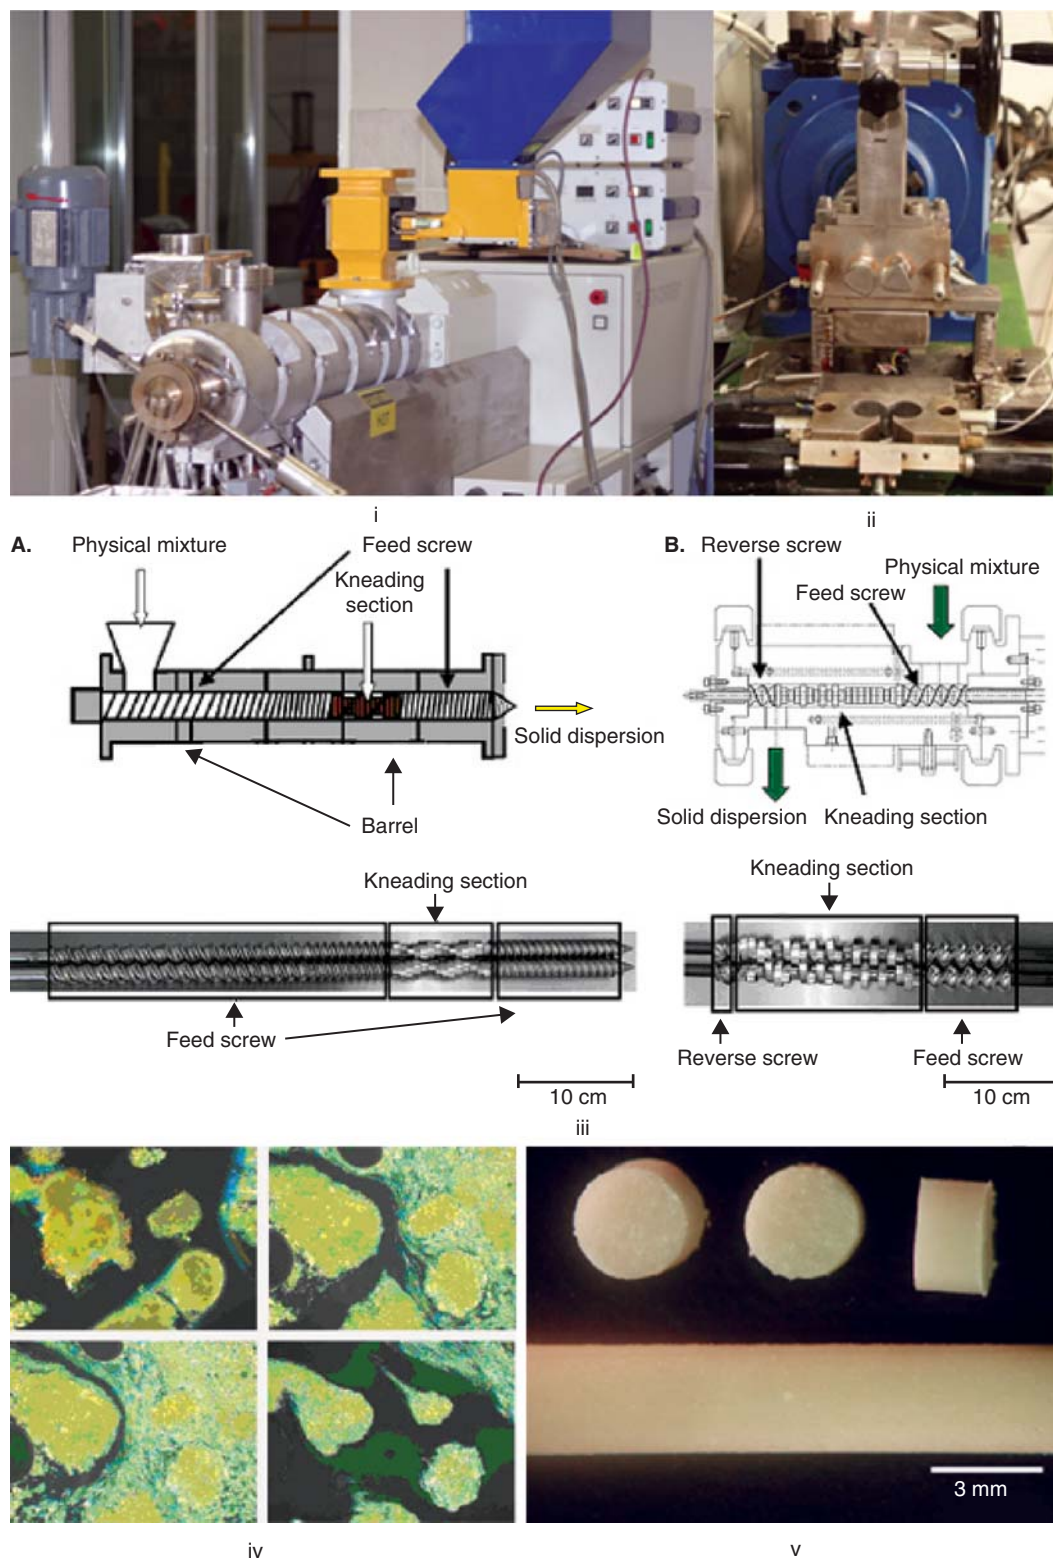 i
ii
A.
Physical mixture
Feed screw
Kneading
section
Solid dispersion
Barrel
B.
Reverse screw
Physical mixture
Feed screw
Solid dispersion
Kneading section
Kneading section
Feed screw
10 cm
Kneading section
Reverse screw
Feed screw
10 cm
iii
3 mm
iv
v